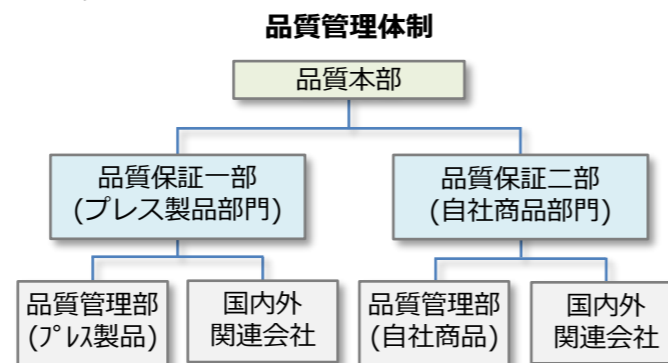 品質管理体制
品質本部
品質保証一部
(プレス製品部門)
品質保証二部
(自社商品部門)
品質管理部
(プレス製品)
国内外
関連会社
品質管理部
(自社商品)
国内外
関連会社